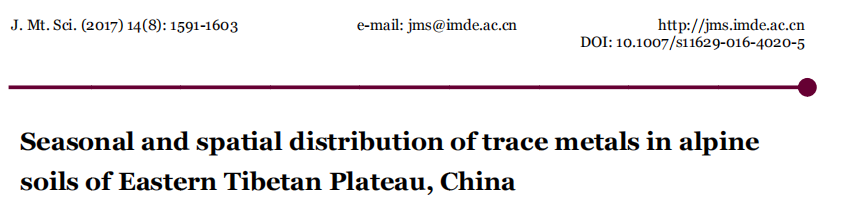 J. Mt. Sci. (2017) 14(8): 1591-1603 e-mail: jms@imde.ac.cn http://jms.imde.ac.cn
DOI: 10.1007/s11629-016-4020-5
Seasonal and spatial distribution of trace metals in alpine
soils of Eastern Tibetan Plateau, China